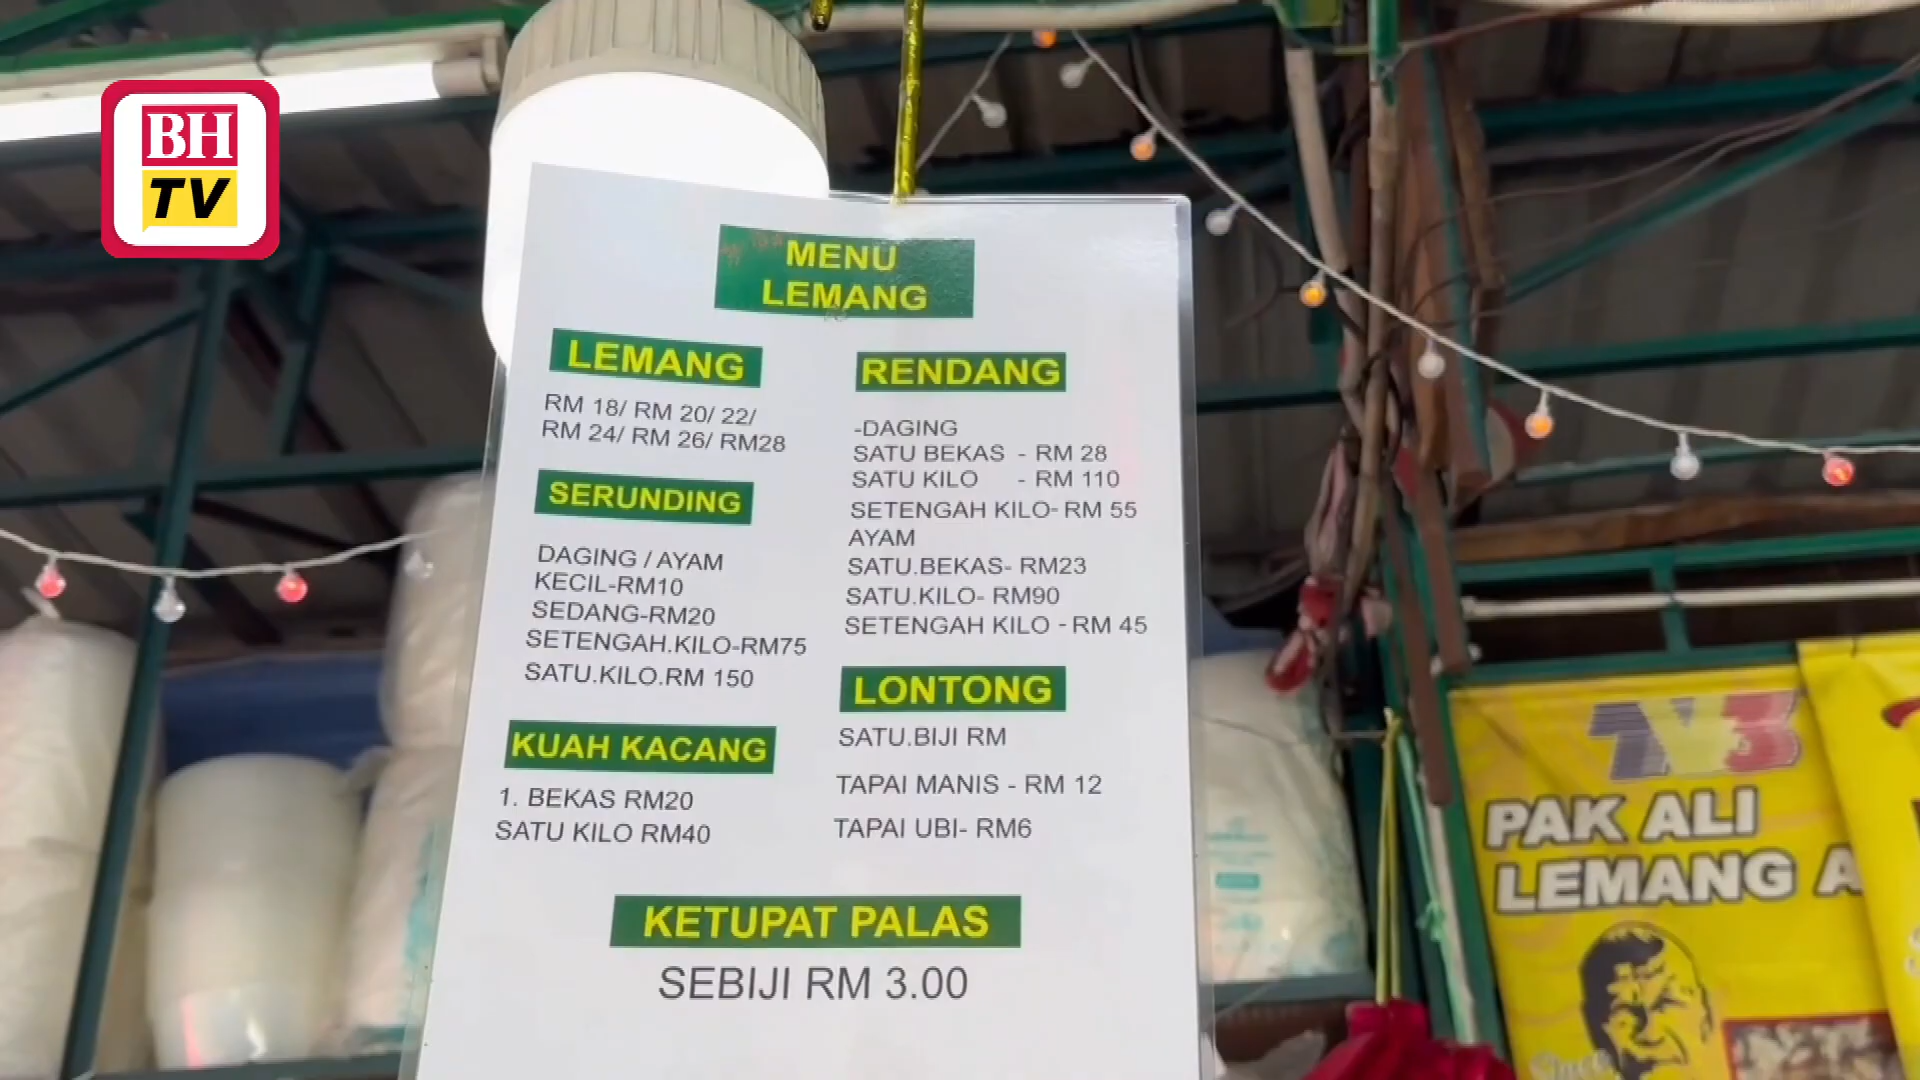 BH
TV
MENU
LEMANG
LEMANG
RM 18/ RM 20/ 22/
RM 24/ RM 26/ RM28
SERUNDING
DAGING / AYAM
KECIL-RM10
SEDANG-RM20
SETENGAH.KILO-RM75
SATU.KILO.RM 150
KUAH KACANG
1. BEKAS RM20
SATU KILO RM40
RENDANG
-DAGING
SATU BEKAS - RM 28
SATU KILO - RM 110
SETENGAH KILO- RM 55
AYAM
SATU.BEKAS- RM23
SATU.KILO- RM90
SETENGAH KILO - RM 45
LONTONG
SATU.BIJI RM
TAPAI MANIS - RM 12
TAPAI UBI- RM6
KETUPAT PALAS
SEBIJI RM 3.00
TV3
PAK ALI
LEMANG A